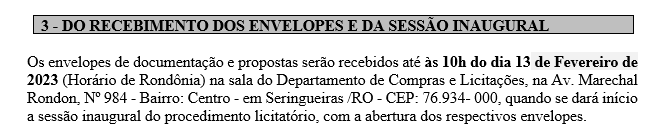 3 - DO RECEBIMENTO DOS ENVELOPES E DA SESSÃO INAUGURAL
Os envelopes de documentação e propostas serão recebidos até às 10h do dia 13 de Fevereiro de
2023 (Horário de Rondônia) na sala do Departamento de Compras e Licitações, na Av. Marechal
Rondon, Nº 984 - Bairro: Centro - em Seringueiras /RO - CEP: 76.934- 000, quando se dará início
a sessão inaugural do procedimento licitatório, com a abertura dos respectivos envelopes.